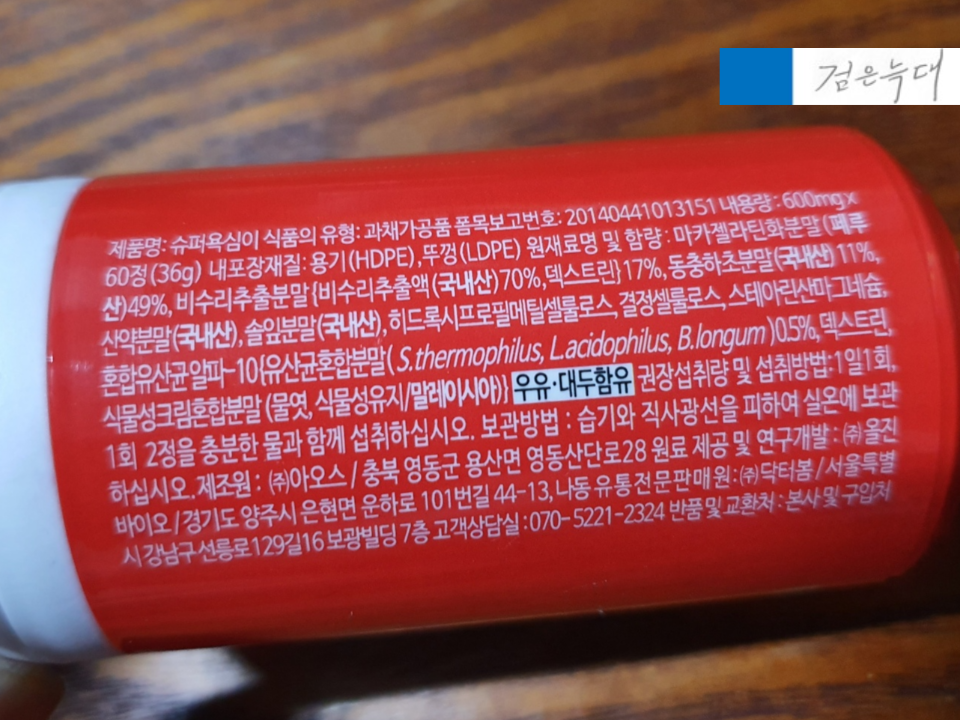 검은늑대
제품명: 슈퍼욕심이 식품의 유형: 과채가공품 품목보고번호: 20140441013151 내용량: 600mg x
60정(36g) 내포장재질: 용기(HDPE), 뚜껑(LDPE) 원재료명 및 함량: 마카젤라틴화분말(페루
산)49%, 비수리추출분말{비수리추출액(국내산)70%, 덱스트린}17%, 동충하초분말(국내산)11%,
산약분말(국내산), 솔잎분말(국내산), 히드록시프로필메틸셀룰로스, 결정셀룰로스, 스테아린산마그네슘,
혼합유산균알파-10{유산균혼합분말(S.thermophilus, L.acidophilus, B.longum)0.5%, 덱스트린,
식물성크림혼합분말(물엿, 식물성유지/말레이시아)} 우유·대두함유 권장섭취량 및 섭취방법: 1일1회,
1회 2정을 충분한 물과 함께 섭취하십시오. 보관방법 : 습기와 직사광선을 피하여 실온에 보관
하십시오. 제조원 : ㈜아오스/충북 영동군 용산면 영동산단로28 원료 제공 및 연구개발 : ㈜올진
바이오/경기도 양주시 은현면 운하로 101번길 44-13, 나동 유통전문판매원:㈜닥터봄/서울특별
시 강남구 선릉로129길16 보광빌딩 7층 고객상담실 : 070-5221-2324 반품 및 교환처 : 본사 및 구입처